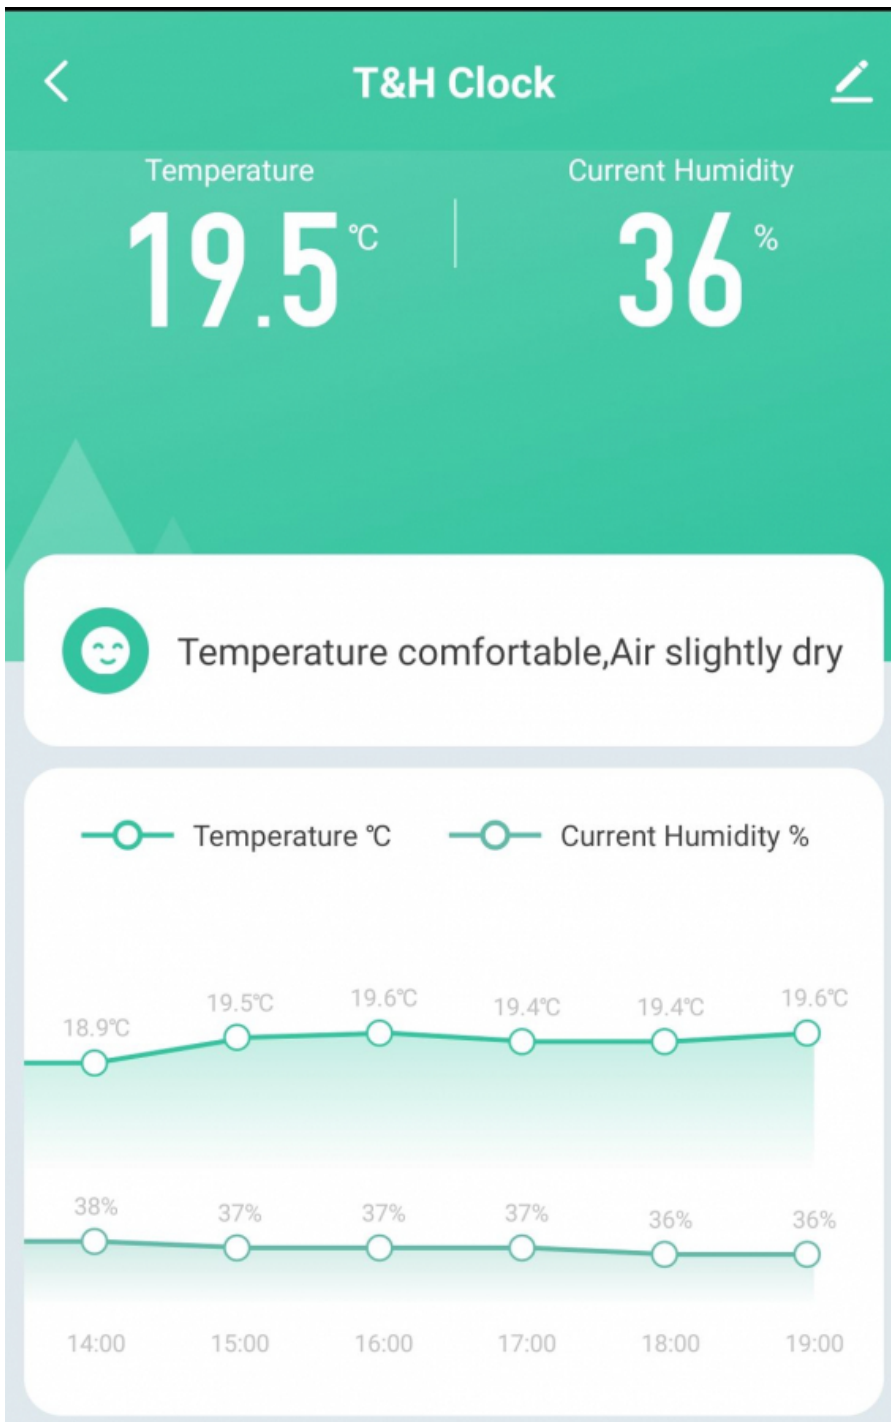 T&H Clock
Temperature
Current Humidity
19.5℃
36%
Temperature comfortable,Air slightly dry
Temperature ℃
Current Humidity %
18.9℃ 19.5℃ 19.6℃ 19.4℃ 19.4℃ 19.6℃
38% 37% 37% 37% 36% 36%
14:00 15:00 16:00 17:00 18:00 19:00